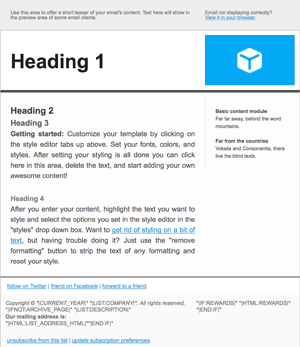 Use this area to offer a short teaser of your email's content. Text here will show in the preview area of some email clients.
Email not displaying correctly?
View it in your browser.
Heading 1
Heading 2
Heading 3
Getting started: Customize your template by clicking on
the style editor tabs up above. Set your fonts, colors, and
styles. After setting your styling is all done you can click
here in this area, delete the text, and start adding your own
awesome content!
Heading 4
After you enter your content, highlight the text you want to
style and select the options you set in the style editor in the
"styles" drop down box. Want to get rid of styling on a bit of
text, but having trouble doing it? Just use the "remove
formatting" button to strip the text of any formatting and
reset your style.
Basic content module
Far far away, behind the word
mountains.
Far from the countries
Vokalia and Consonantia, there
live the blind texts.
follow on Twitter | friend on Facebook | forward to a friend
Copyright © *|CURRENT_YEAR|* *|LIST:COMPANY|*, All rights reserved.
*|IFNOT:ARCHIVE_PAGE|* *|LIST:DESCRIPTION|*
Our mailing address is:
*|HTML:LIST_ADDRESS_HTML|**|END:IF|*
*|IF:REWARDS|* *|HTML:REWARDS|*
*|END:IF|*
unsubscribe from this list | update subscription preferences